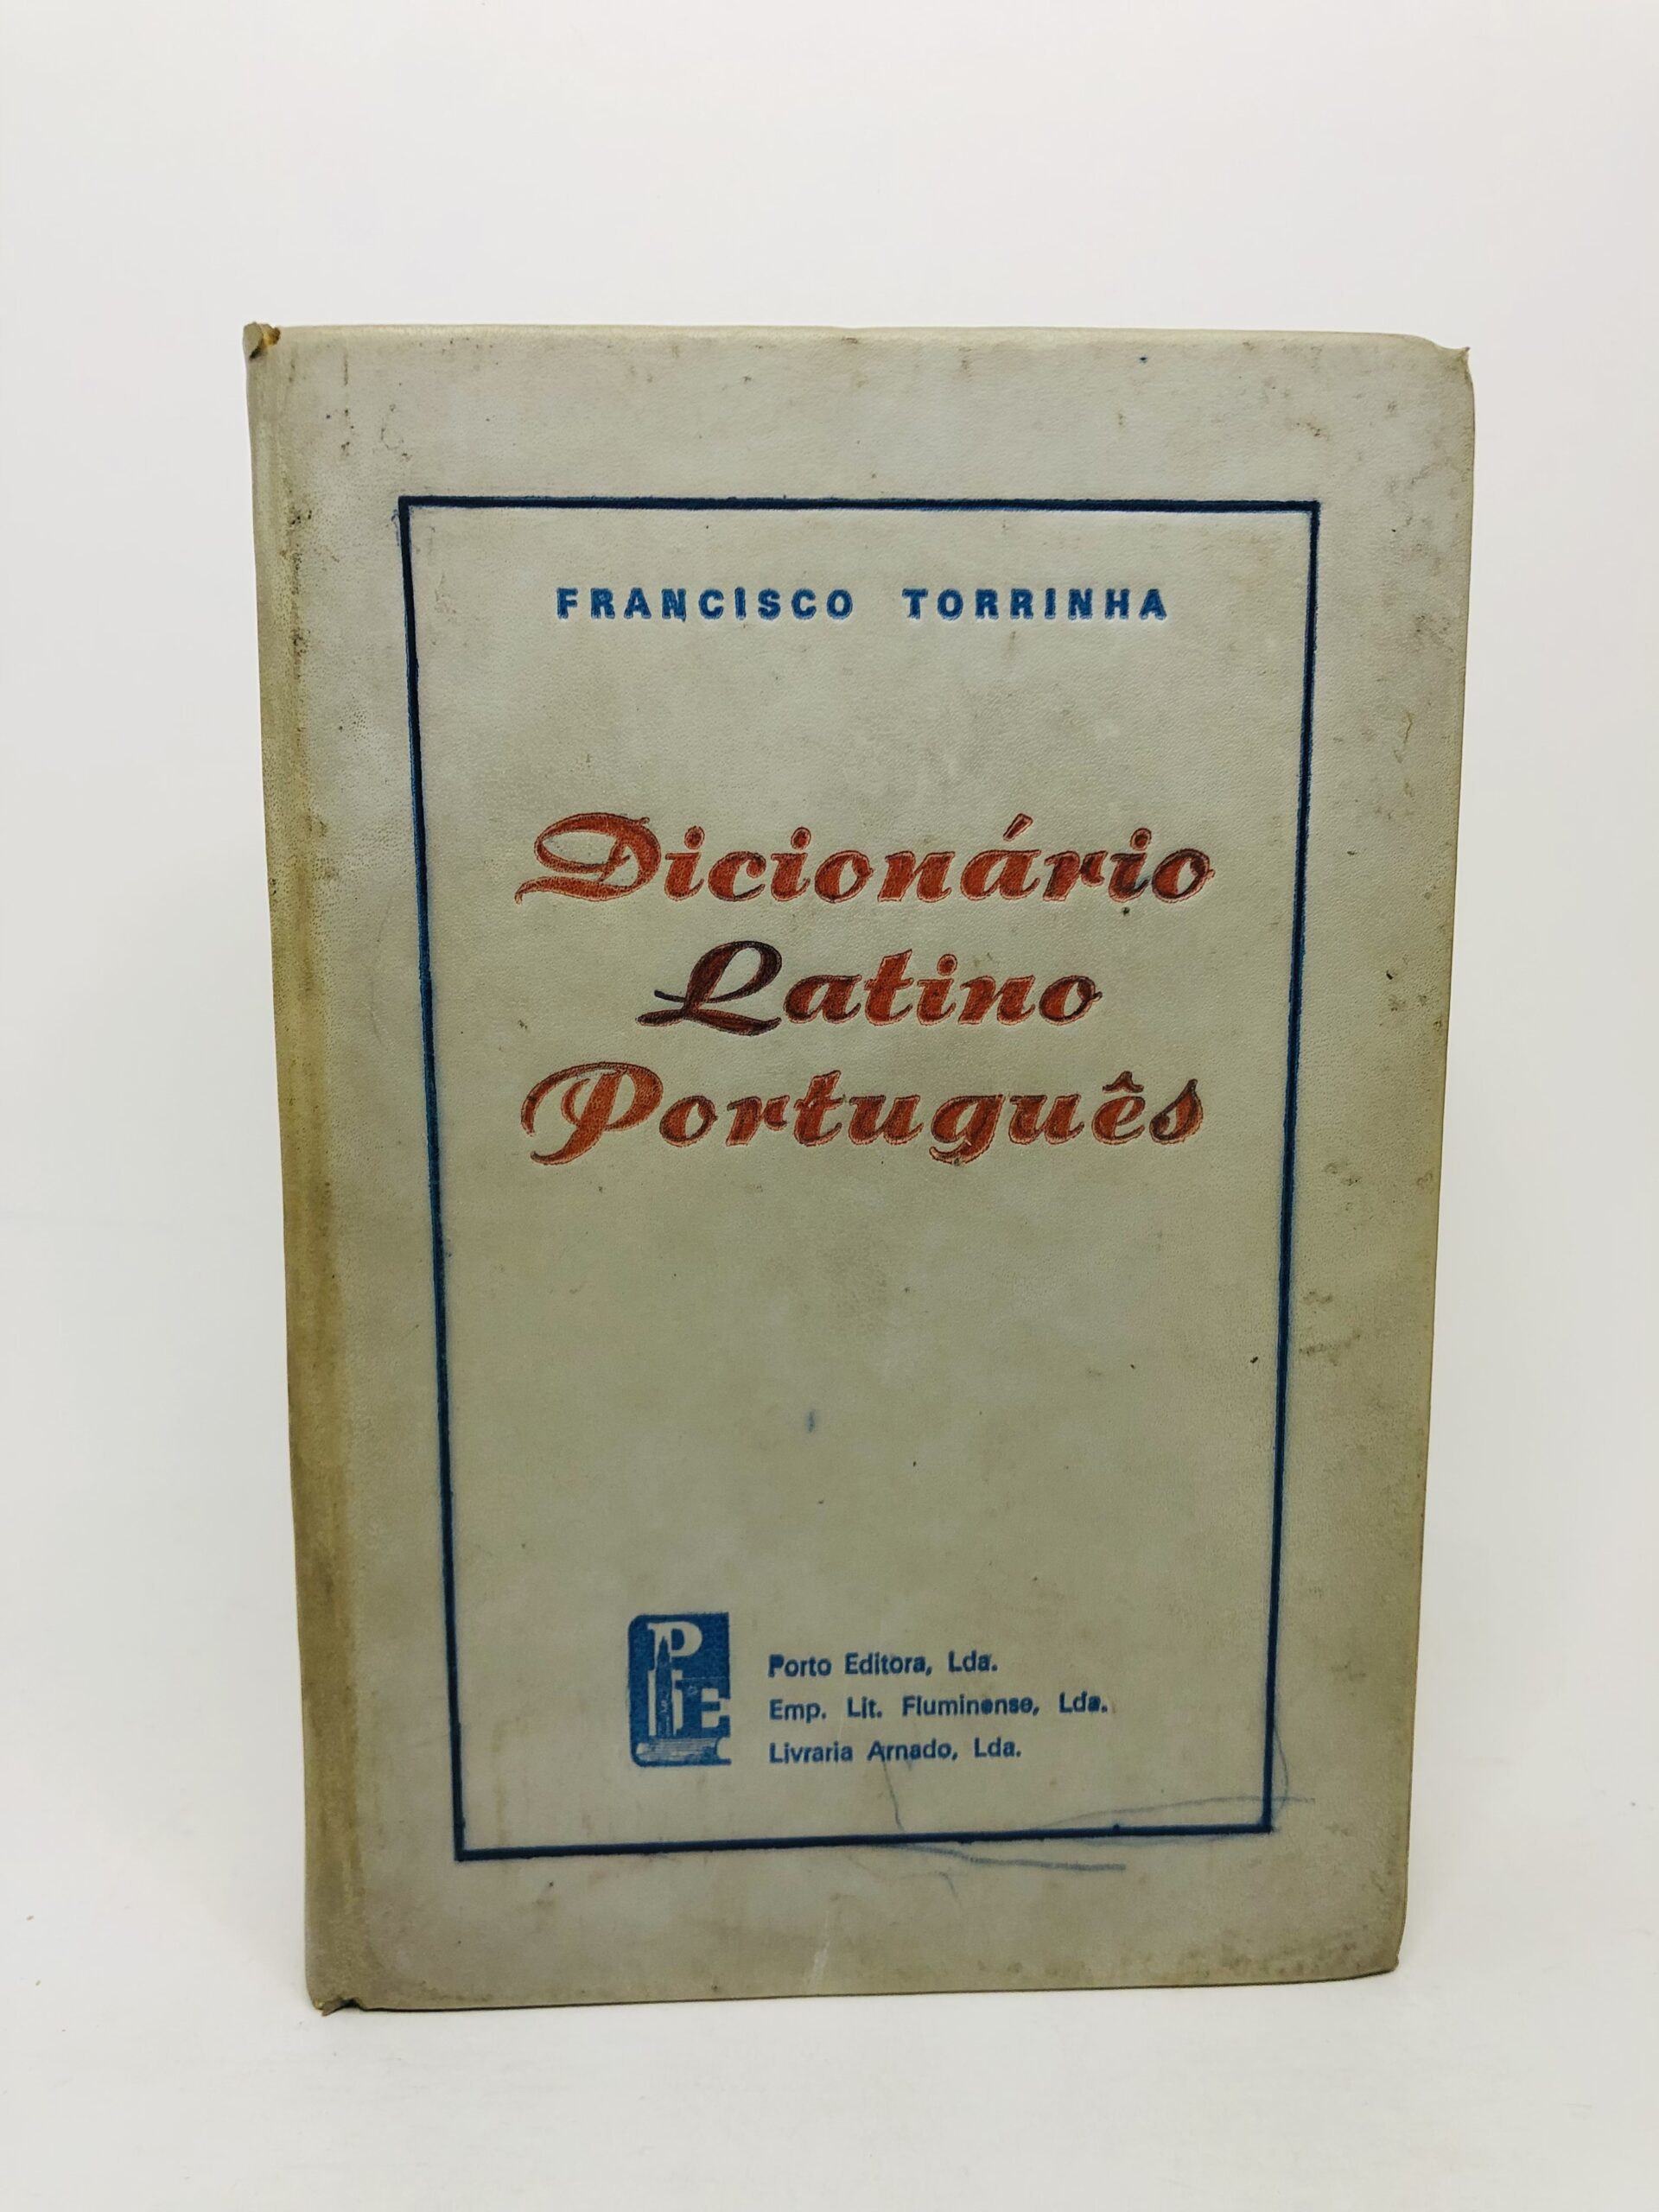 FRANCISCO TORRINHA
Dicionário
Latino
Português
PE
Porto Editora, Lda.
Emp. Lit. Fluminense, Lda.
Livraria Arnado, Lda.